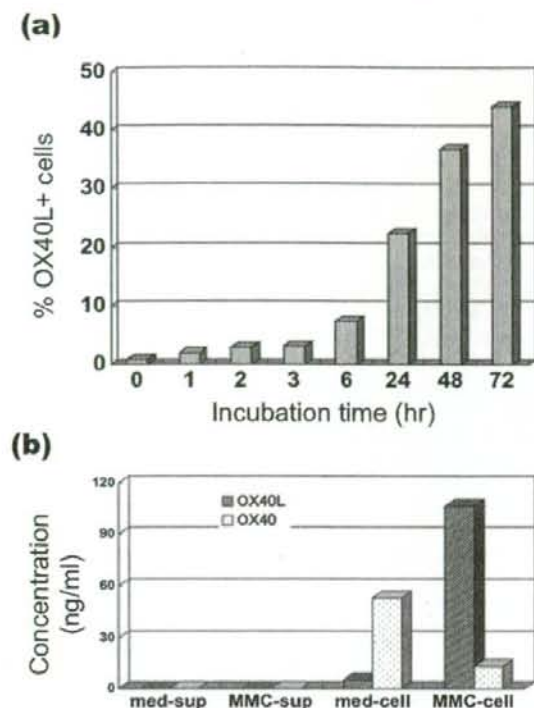 (a)
50
40
30
20
10
0
% OX40L+ cells
0 1 2 3 6 24 48 72
Incubation time (hr)
(b)
120
90
60
30
0
Concentration
(ng/ml)
OX40L
OX40
med-sup MMC-sup med-cell MMC-cell